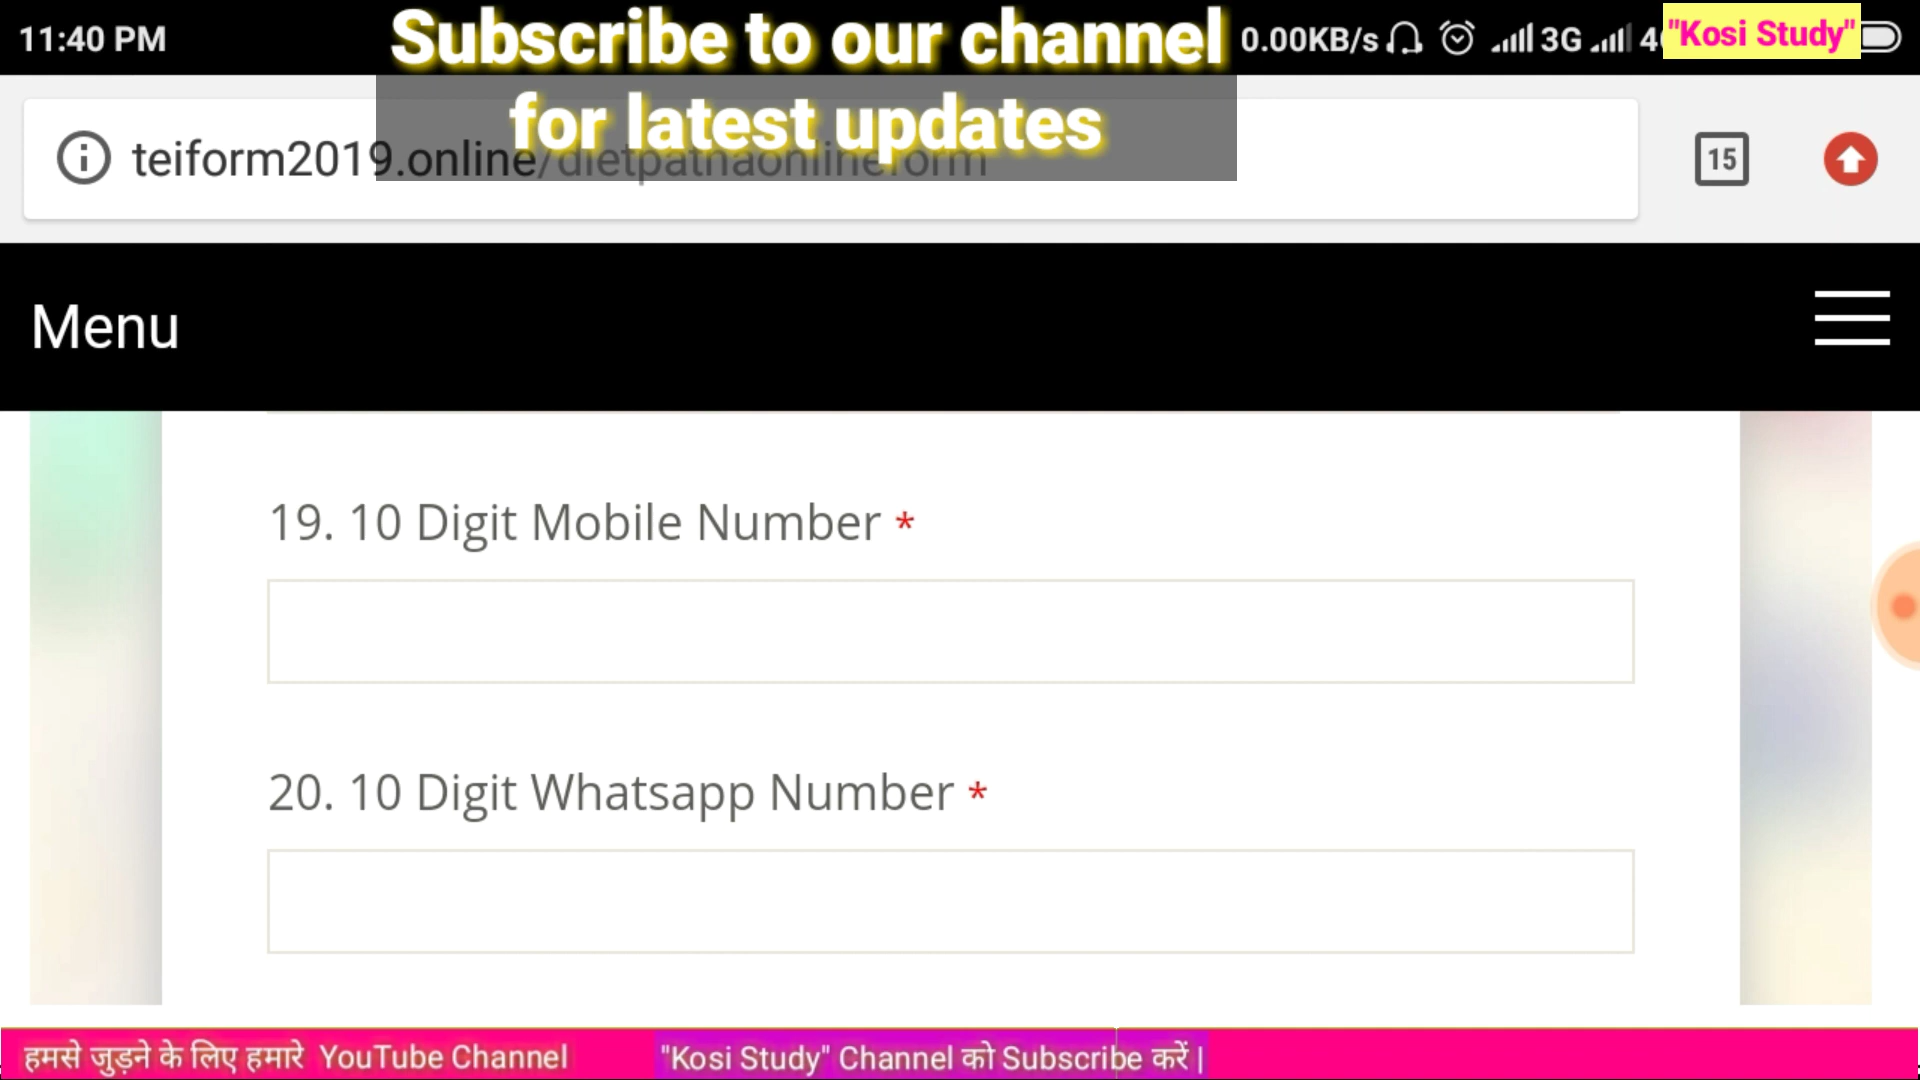 11:40 PM
Subscribe to our channel
for latest updates
0.00KB/s
3G
"Kosi Study"
teiform2019.online/dietpatnaonlineform
15
Menu
19. 10 Digit Mobile Number *
20. 10 Digit Whatsapp Number *
हमसे जुड़ने के लिए हमारे YouTube Channel
"Kosi Study" Channel को Subscribe करें |